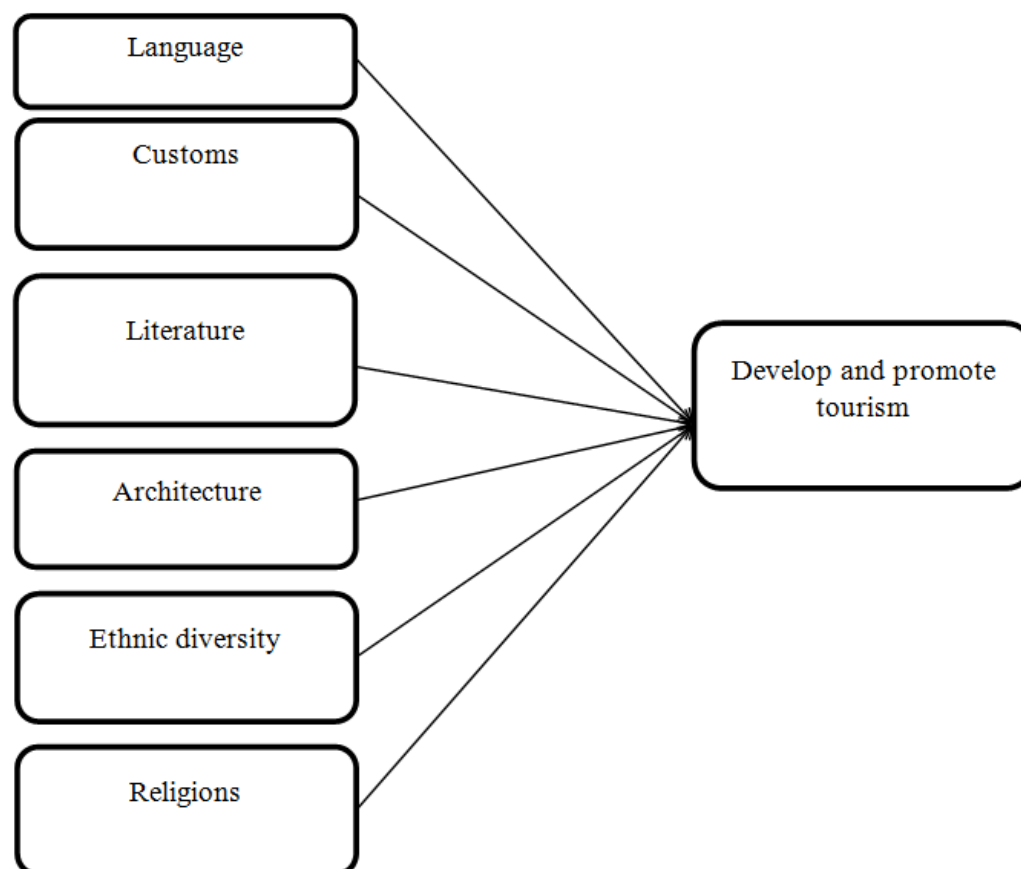 Language
Customs
Literature
Architecture
Ethnic diversity
Religions
Develop and promote
tourism